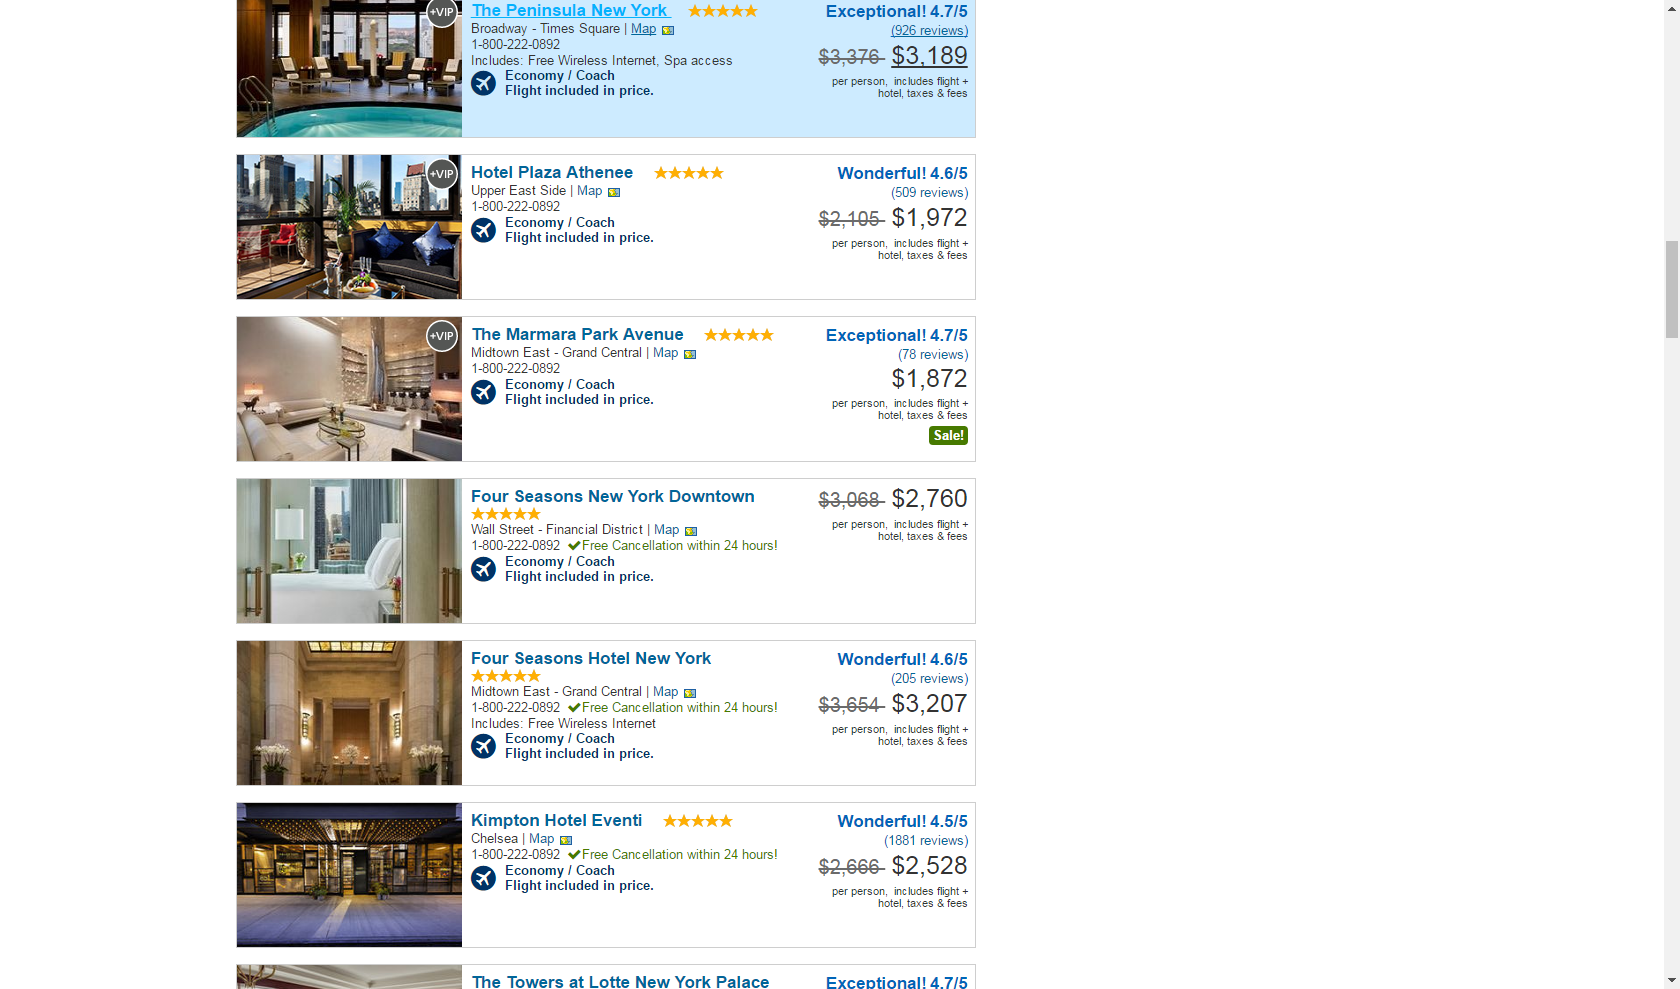 +VIP
The Peninsula New York
Exceptional! 4.7/5
Broadway - Times Square | Map
(926 reviews)
1-800-222-0892
$3,376 $3,189
Includes: Free Wireless Internet, Spa access
Economy / Coach
Flight included in price.
per person, includes flight +
hotel, taxes & fees
+VIP
Hotel Plaza Athenee
Wonderful! 4.6/5
Upper East Side | Map
(509 reviews)
1-800-222-0892
$2,105 $1,972
Economy / Coach
Flight included in price.
per person, includes flight +
hotel, taxes & fees
+VIP
The Marmara Park Avenue
Exceptional! 4.7/5
Midtown East - Grand Central | Map
(78 reviews)
1-800-222-0892
$1,872
Economy / Coach
Flight included in price.
per person, includes flight +
hotel, taxes & fees
Sale!
Four Seasons New York Downtown
$3,068 $2,760
Wall Street - Financial District | Map
per person, includes flight +
hotel, taxes & fees
1-800-222-0892 Free Cancellation within 24 hours!
Economy / Coach
Flight included in price.
Four Seasons Hotel New York
Wonderful! 4.6/5
(205 reviews)
Midtown East - Grand Central | Map
$3,654 $3,207
1-800-222-0892 Free Cancellation within 24 hours!
Includes: Free Wireless Internet
per person, includes flight +
hotel, taxes & fees
Economy / Coach
Flight included in price.
Kimpton Hotel Eventi
Wonderful! 4.5/5
Chelsea | Map
(1881 reviews)
1-800-222-0892 Free Cancellation within 24 hours!
$2,666 $2,528
Economy / Coach
Flight included in price.
per person, includes flight +
hotel, taxes & fees
The Towers at Lotte New York Palace
Exceptional! 4.7/5